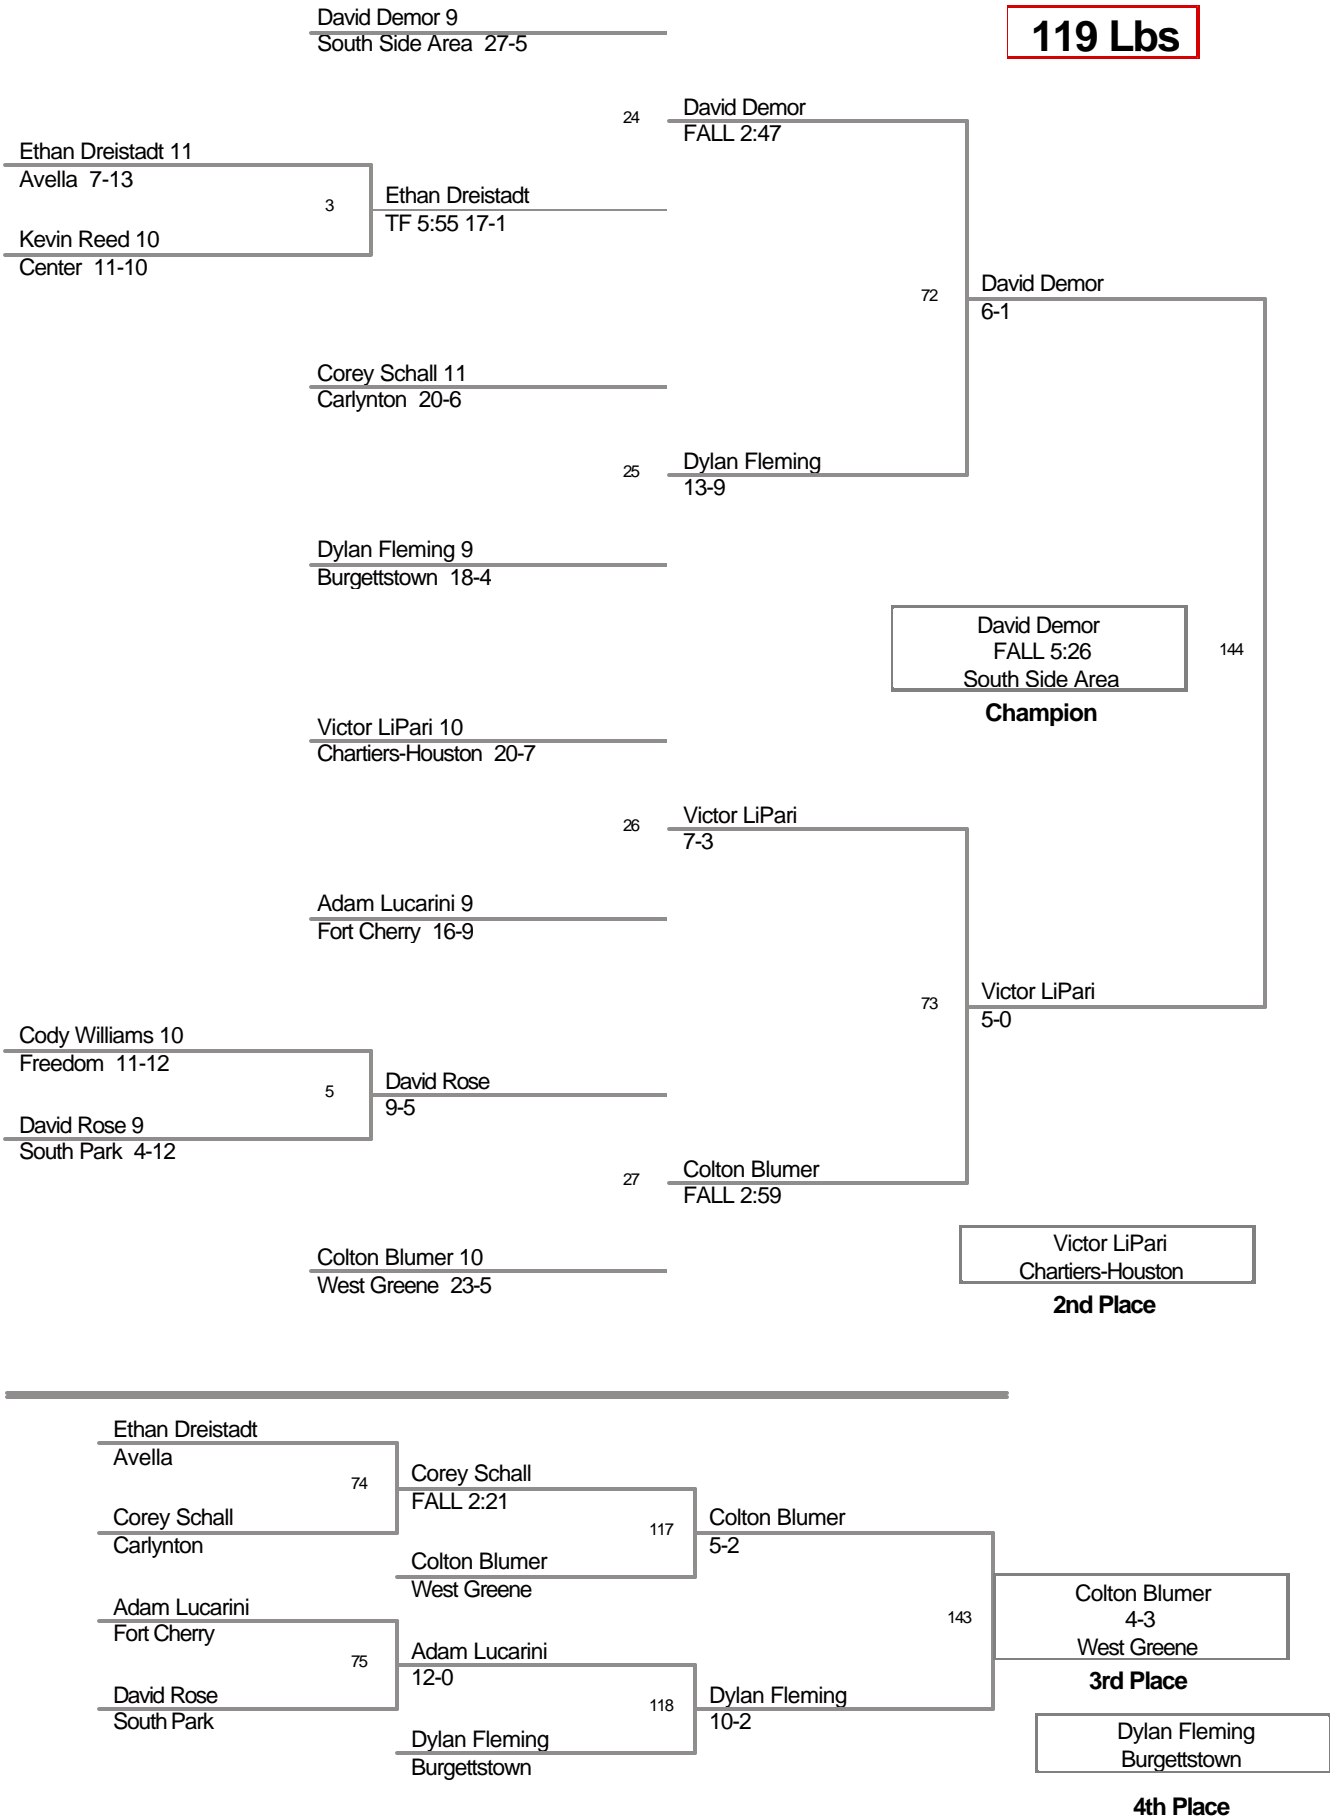 David Demor 9
South Side Area 27-5
119 Lbs
24
David Demor
FALL 2:47
Ethan Dreistadt 11
Avella 7-13
3
Ethan Dreistadt
TF 5:55 17-1
Kevin Reed 10
Center 11-10
72
David Demor
6-1
Corey Schall 11
Carlynton 20-6
25
Dylan Fleming
13-9
Dylan Fleming 9
Burgettstown 18-4
David Demor
FALL 5:26
South Side Area
Champion
144
Victor LiPari 10
Chartiers-Houston 20-7
26
Victor LiPari
7-3
Adam Lucarini 9
Fort Cherry 16-9
73
Victor LiPari
5-0
Cody Williams 10
Freedom 11-12
5
David Rose
9-5
David Rose 9
South Park 4-12
27
Colton Blumer
FALL 2:59
Colton Blumer 10
West Greene 23-5
Victor LiPari
Chartiers-Houston
2nd Place
Ethan Dreistadt
Avella
74
Corey Schall
FALL 2:21
Corey Schall
Carlynton
117
Colton Blumer
5-2
Colton Blumer
West Greene
Adam Lucarini
Fort Cherry
143
Colton Blumer
4-3
West Greene
3rd Place
75
Adam Lucarini
12-0
David Rose
South Park
118
Dylan Fleming
10-2
Dylan Fleming
Burgettstown
Dylan Fleming
Burgettstown
4th Place